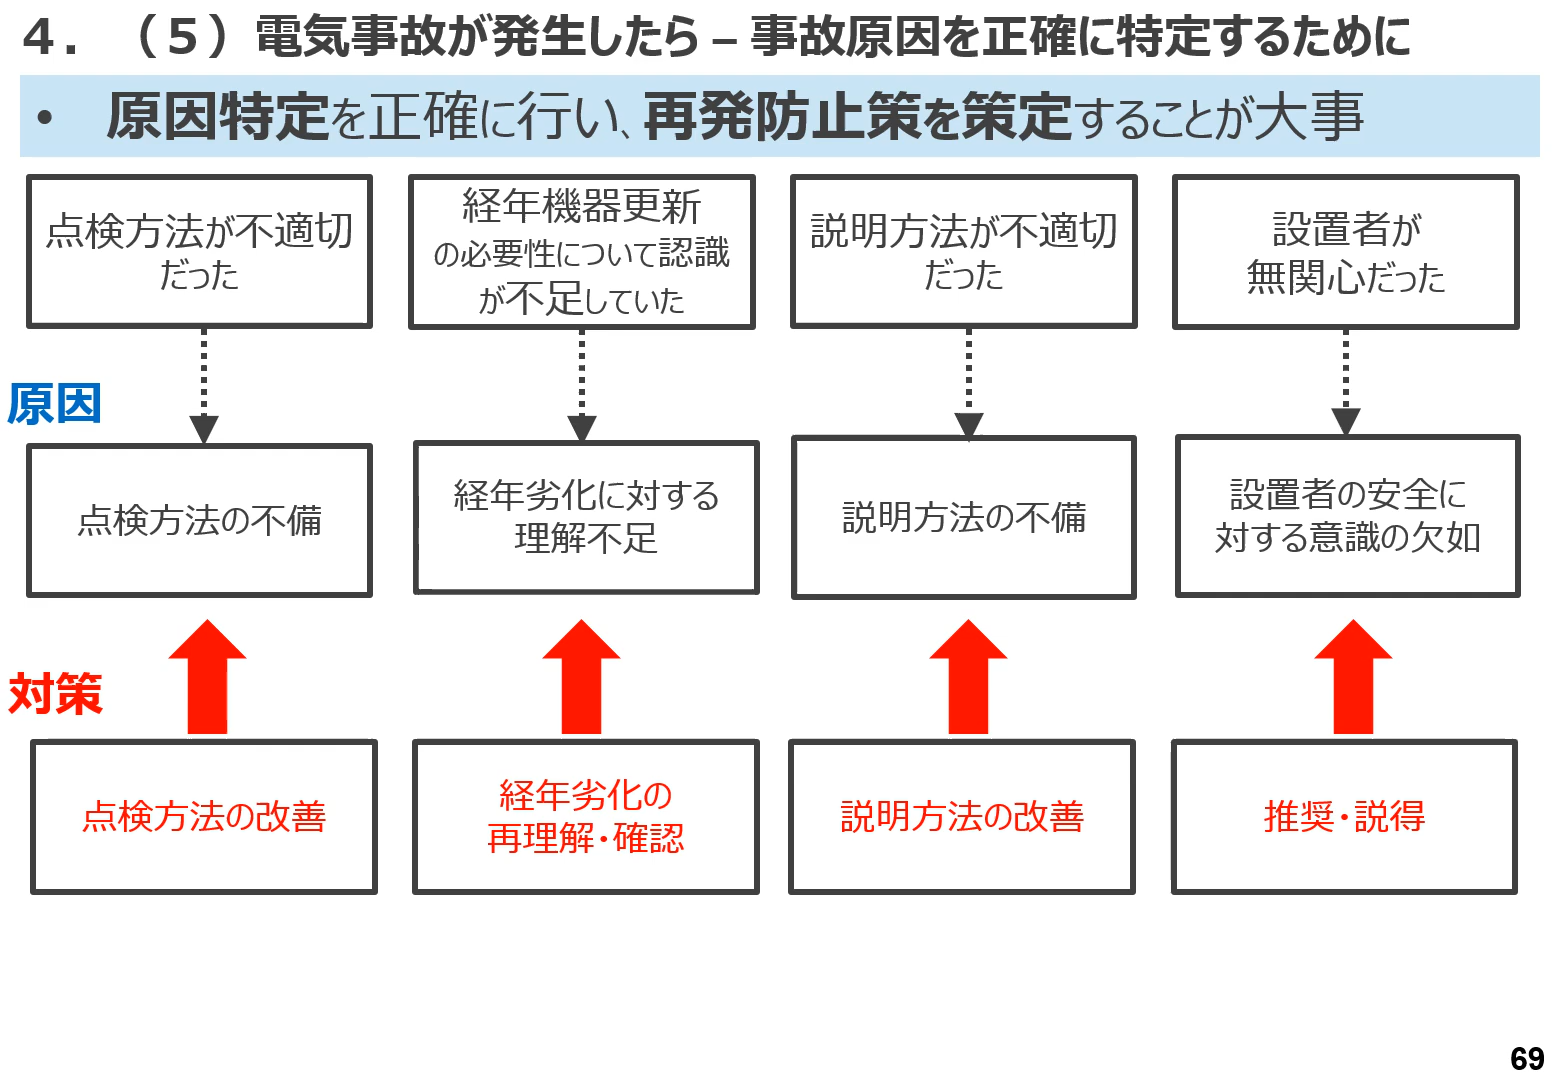 ４．（５）電気事故が発生したら – 事故原因を正確に特定するために
• 原因特定を正確に行い、再発防止策を策定することが大事
点検方法が不適切
だった
経年機器更新
の必要性について認識
が不足していた
説明方法が不適切
だった
設置者が
無関心だった
原因
点検方法の不備
経年劣化に対する
理解不足
説明方法の不備
設置者の安全に
対する意識の欠如
対策
点検方法の改善
経年劣化の
再理解・確認
説明方法の改善
推奨・説得
69